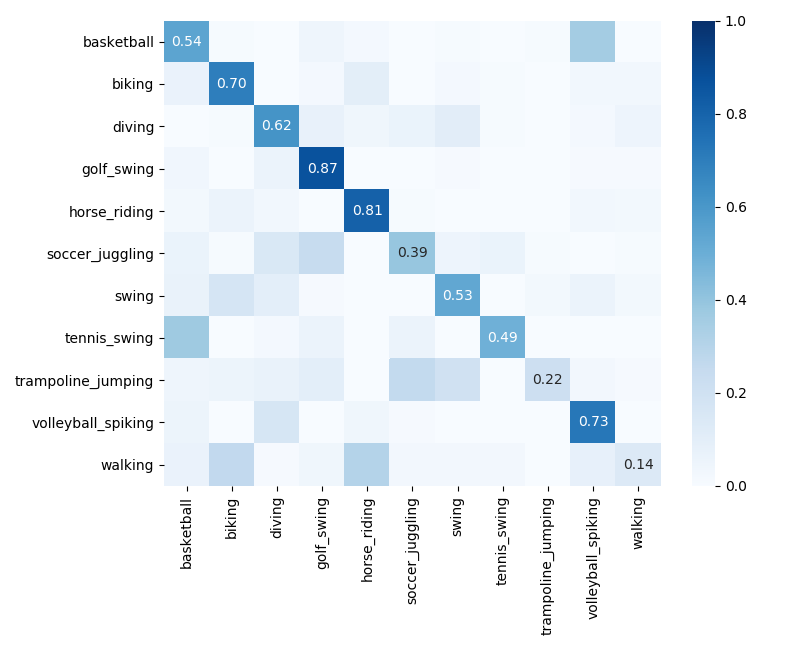 basketball 0.54
biking 0.70
diving 0.62
golf_swing 0.87
horse_riding 0.81
soccer_juggling 0.39
swing 0.53
tennis_swing 0.49
trampoline_jumping 0.22
volleyball_spiking 0.73
walking 0.14
basketball
biking
diving
golf_swing
horse_riding
soccer_juggling
swing
tennis_swing
trampoline_jumping
volleyball_spiking
walking
1.0
0.8
0.6
0.4
0.2
0.0